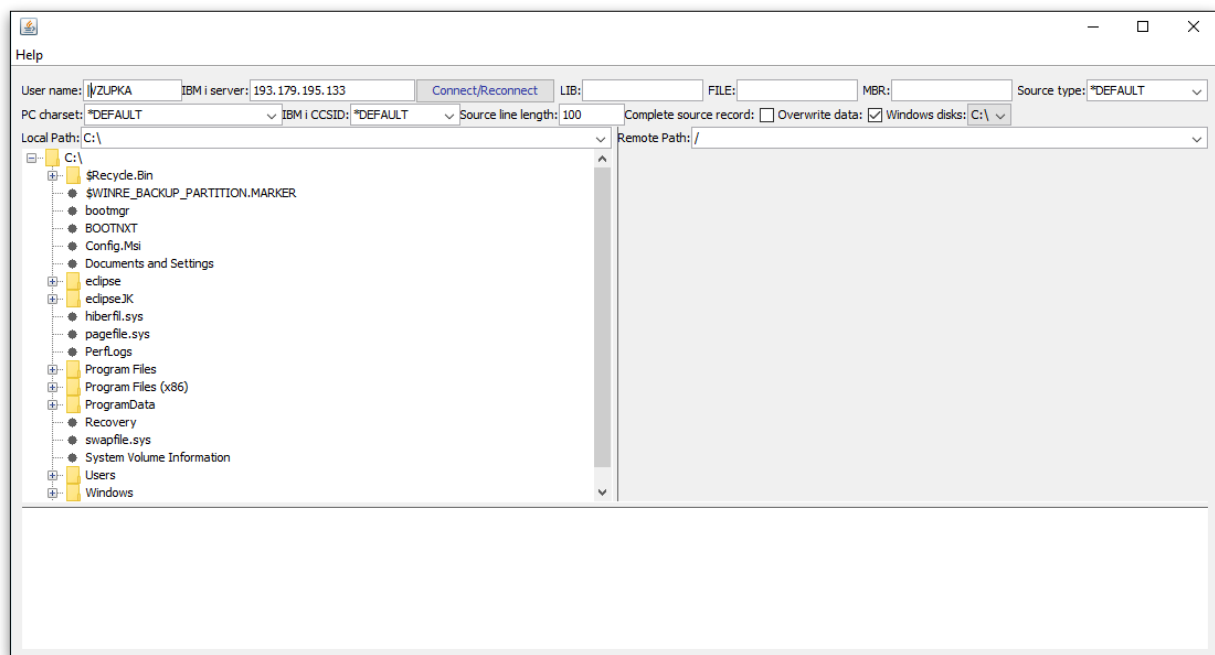 Help
User name: VZUPKA IBM i server: 193.179.195.133 Connect/Reconnect LIB: FILE: MBR: Source type: *DEFAULT
PC charset: *DEFAULT IBM i CCSID: *DEFAULT Source line length: 100 Complete source record: Overwrite data: Windows disks: C:\
Local Path: C:\ Remote Path: /
C:\
$Recycle.Bin
$WINRE_BACKUP_PARTITION.MARKER
bootmgr
BOOTNXT
Config.Msi
Documents and Settings
eclipse
eclipseJK
hiberfil.sys
pagefile.sys
PerfLogs
Program Files
Program Files (x86)
ProgramData
Recovery
swapfile.sys
System Volume Information
Users
Windows